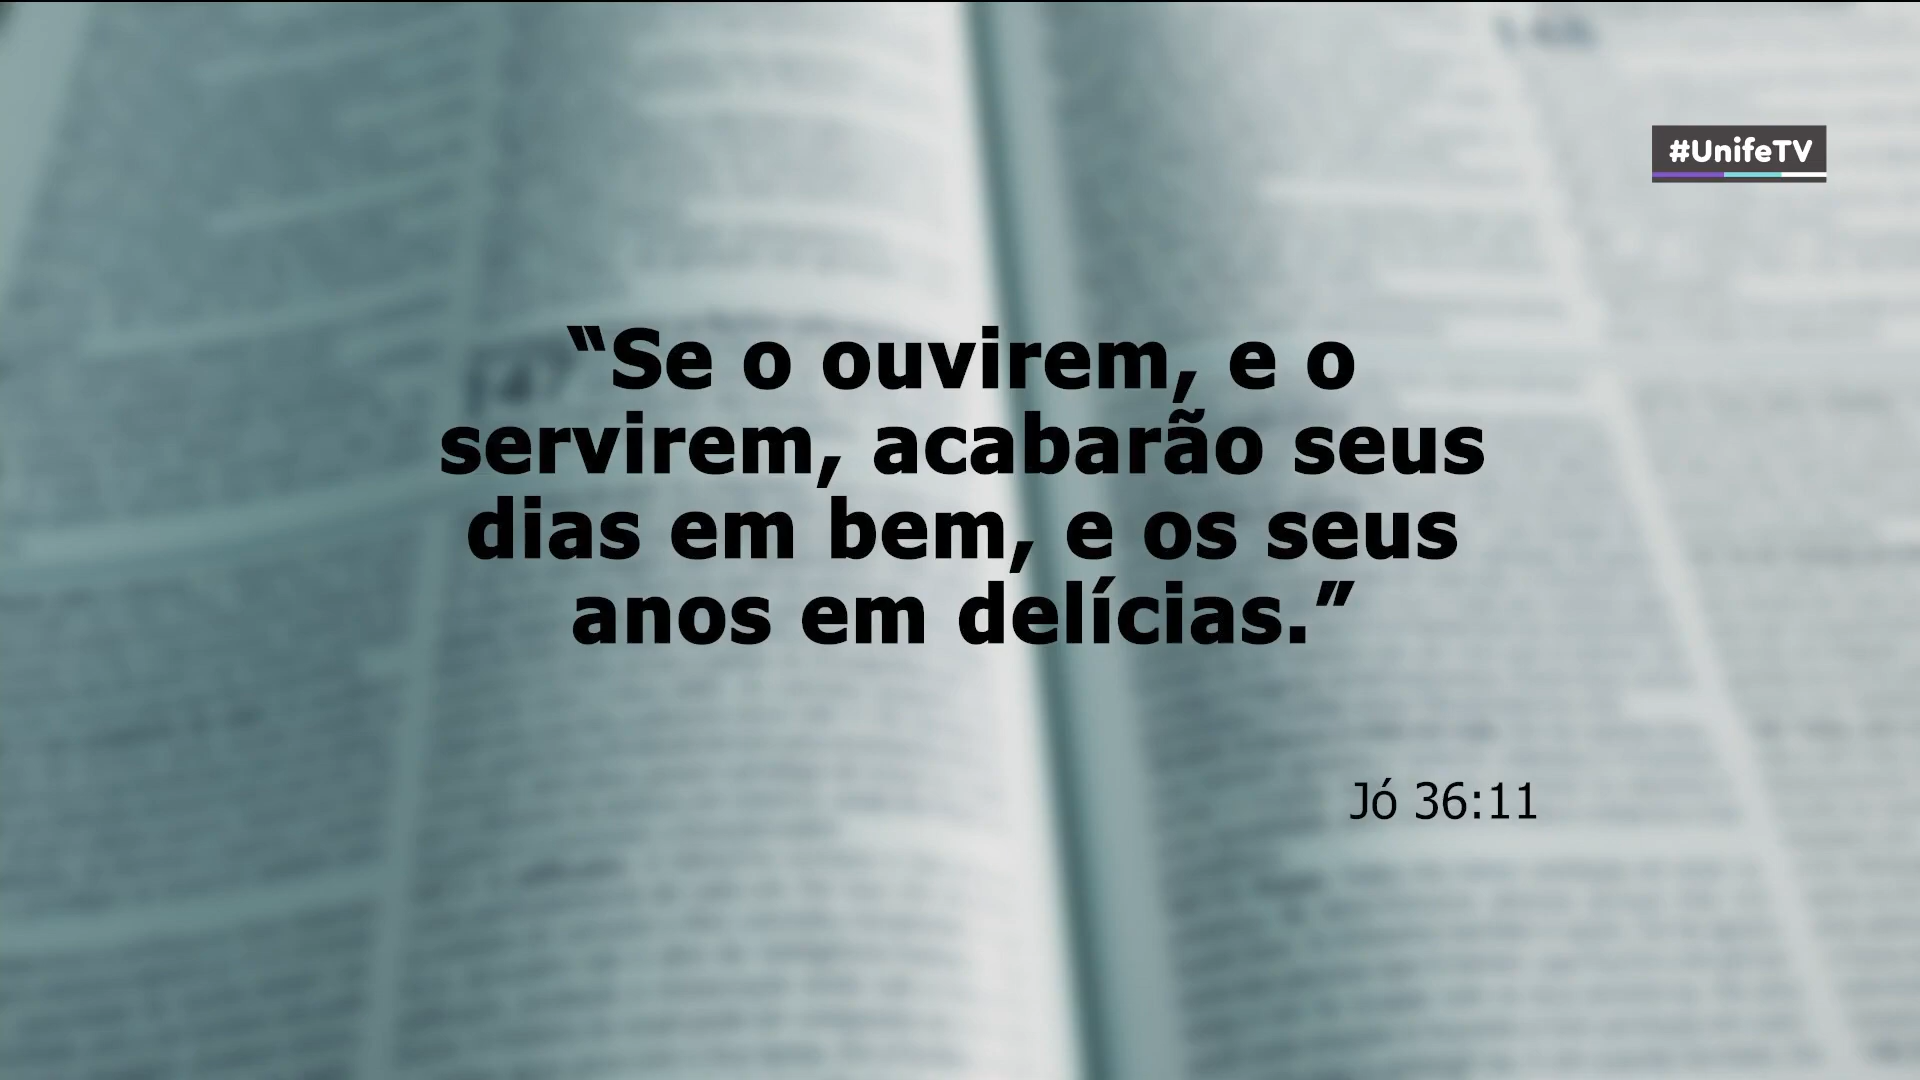 #UnifeTV
“Se o ouvirem, e o
servirem, acabarão seus
dias em bem, e os seus
anos em delícias.”
Jó 36:11